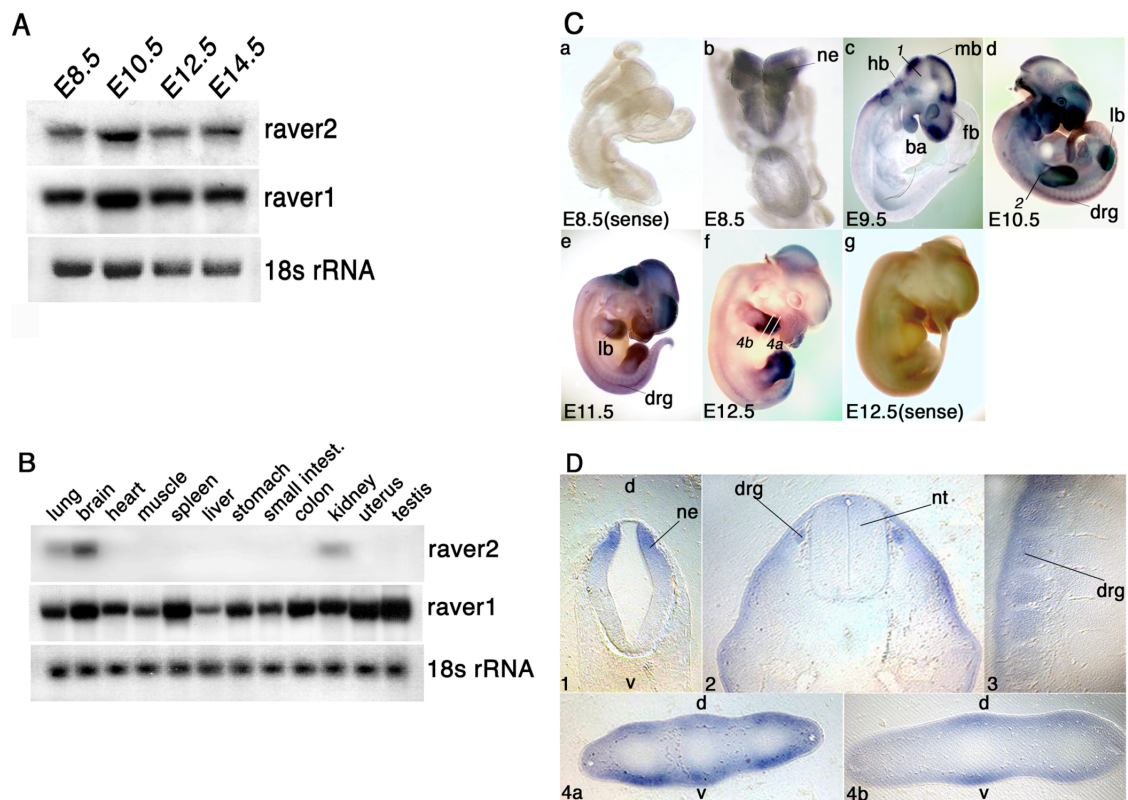 A
E8.5 E10.5 E12.5 E14.5
raver2
raver1
18s rRNA
B
lung brain heart muscle spleen liver stomach small intest. colon kidney uterus testis
raver2
raver1
18s rRNA
C
a
E8.5(sense)
b
ne
E8.5
c
1
mb
hb
fb
ba
E9.5
d
lb
2
drg
E10.5
e
lb
drg
E11.5
f
4b 4a
E12.5
g
E12.5(sense)
D
d
ne
1
v
drg
nt
2
drg
3
d
4a
v
d
4b
v